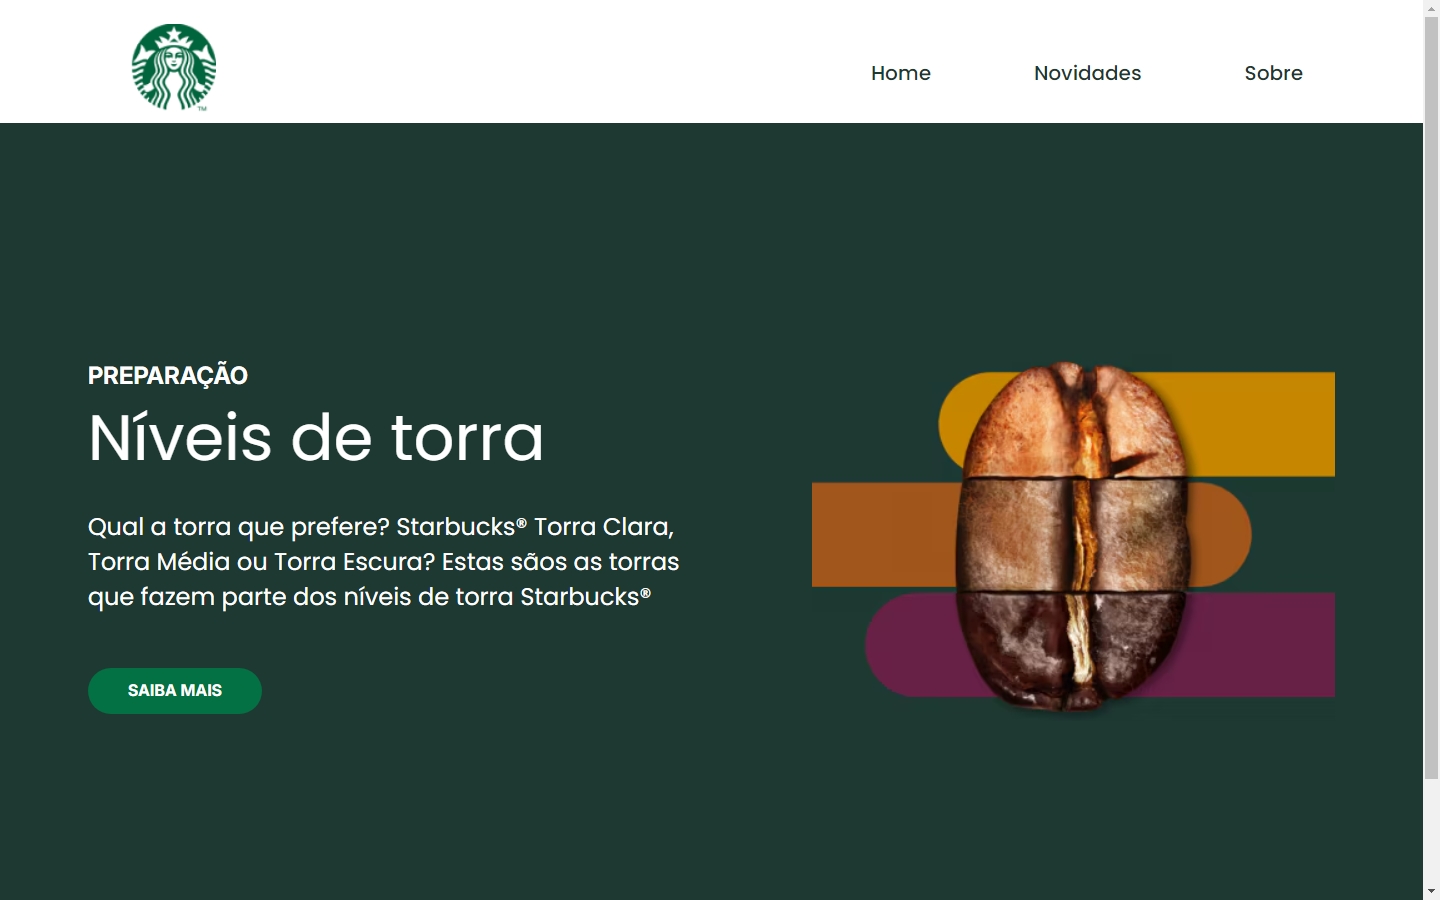 TM
Home
Novidades
Sobre
PREPARAÇÃO
Níveis de torra
Qual a torra que prefere? Starbucks® Torra Clara,
Torra Média ou Torra Escura? Estas sãos as torras
que fazem parte dos níveis de torra Starbucks®
SAIBA MAIS